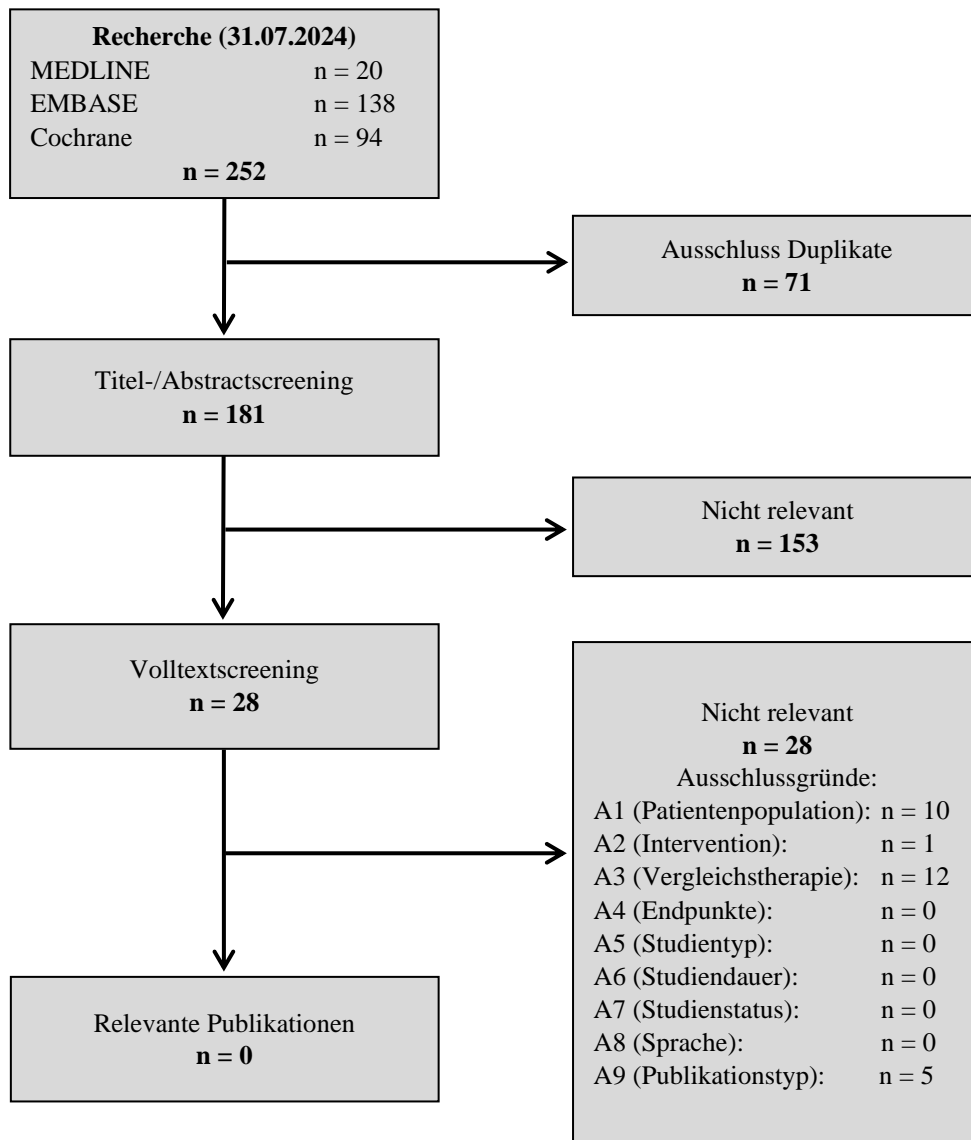 Recherche (31.07.2024)
MEDLINE n = 20
EMBASE n = 138
Cochrane n = 94
n = 252
Ausschluss Duplikate
n = 71
Titel-/Abstractscreening
n = 181
Nicht relevant
n = 153
Volltextscreening
n = 28
Nicht relevant
n = 28
Ausschlussgründe:
A1 (Patientenpopulation): n = 10
A2 (Intervention): n = 1
A3 (Vergleichstherapie): n = 12
A4 (Endpunkte): n = 0
A5 (Studientyp): n = 0
A6 (Studiendauer): n = 0
A7 (Studienstatus): n = 0
A8 (Sprache): n = 0
A9 (Publikationstyp): n = 5
Relevante Publikationen
n = 0